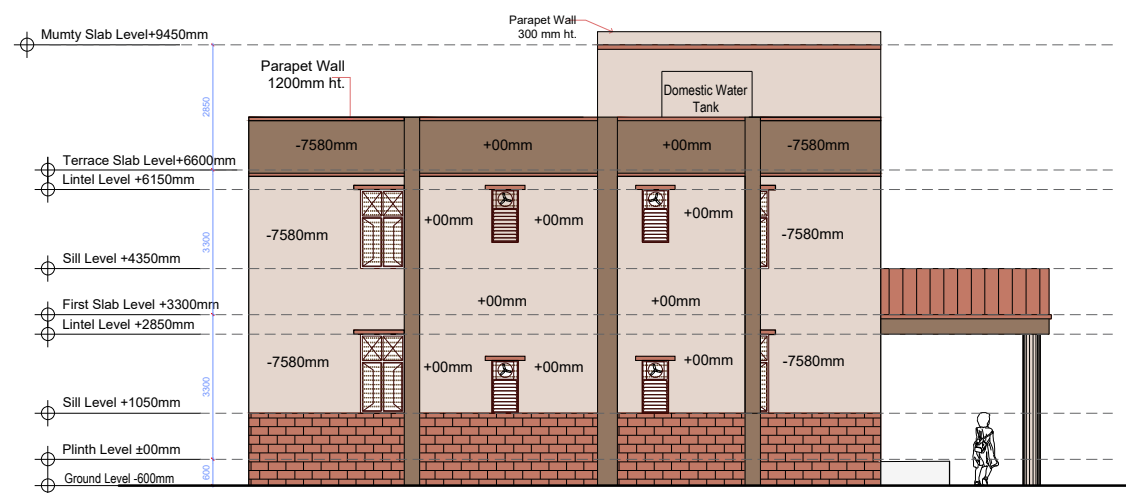 Parapet Wall
300 mm ht.
Mumty Slab Level+9450mm
Parapet Wall
1200mm ht.
2850
Domestic Water
Tank
-7580mm
+00mm
+00mm
-7580mm
Terrace Slab Level+6600mm
Lintel Level +6150mm
+00mm
+00mm
+00mm
-7580mm
-7580mm
3300
Sill Level +4350mm
First Slab Level +3300mm
+00mm
+00mm
Lintel Level +2850mm
-7580mm
+00mm
+00mm
+00mm
-7580mm
3300
Sill Level +1050mm
Plinth Level ±00mm
600
Ground Level -600mm